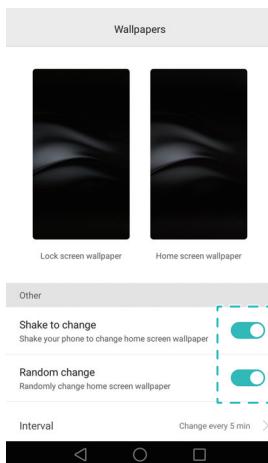 Wallpapers
Lock screen wallpaper
Home screen wallpaper
Other
Shake to change
Shake your phone to change home screen wallpaper
Random change
Randomly change home screen wallpaper
Interval
Change every 5 min